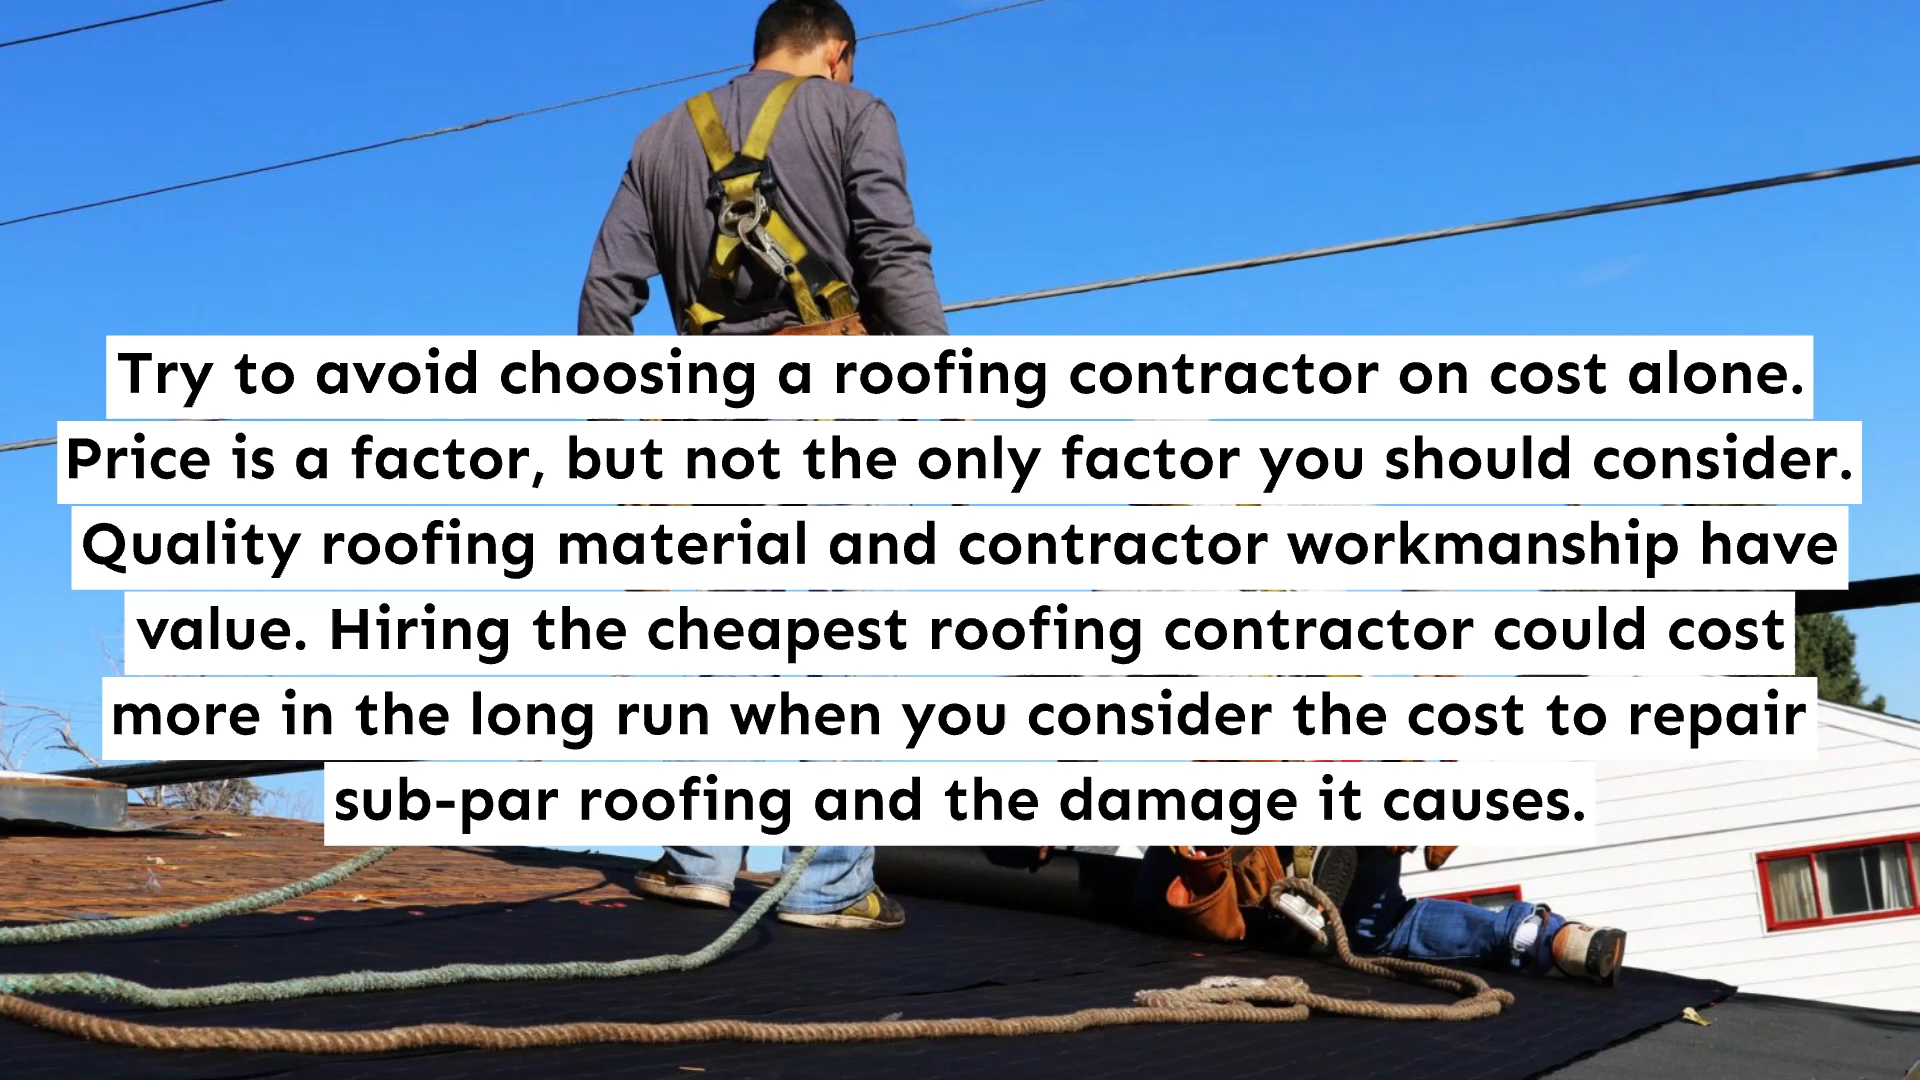 Try to avoid choosing a roofing contractor on cost alone.
Price is a factor, but not the only factor you should consider.
Quality roofing material and contractor workmanship have
value. Hiring the cheapest roofing contractor could cost
more in the long run when you consider the cost to repair
sub-par roofing and the damage it causes.